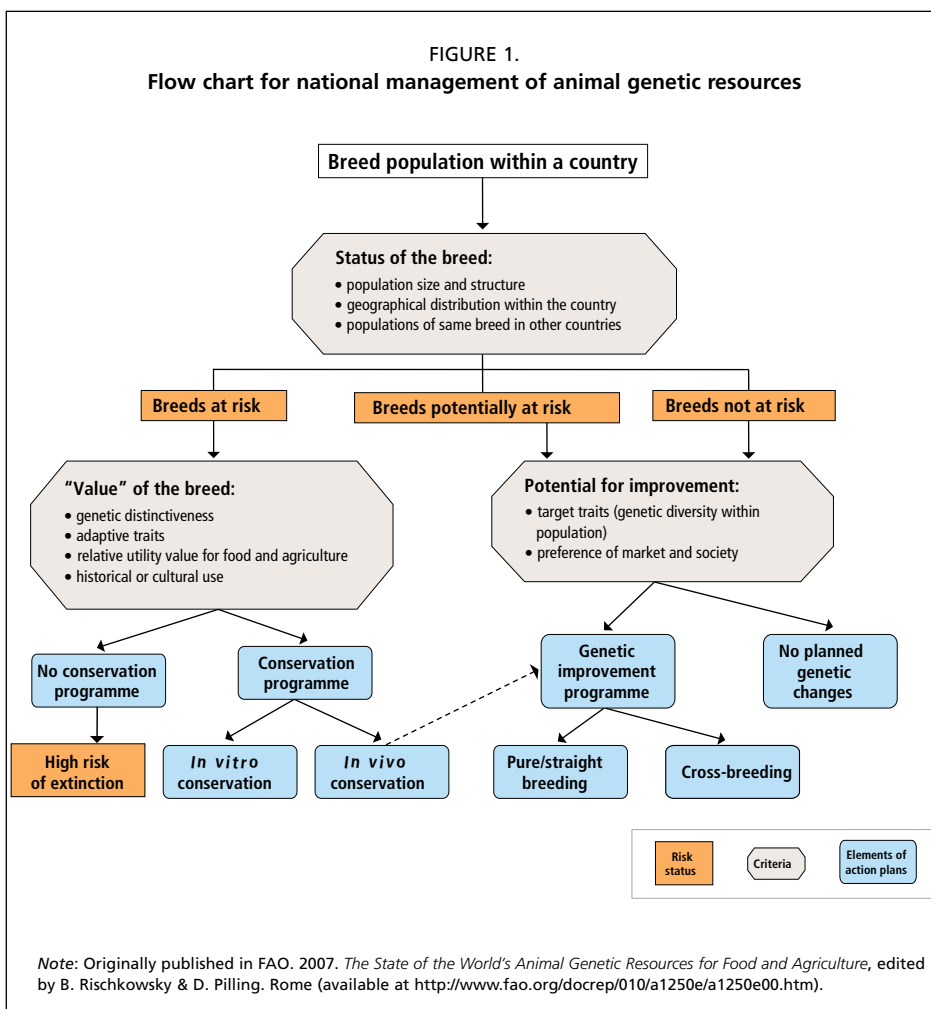 FIGURE 1.
Flow chart for national management of animal genetic resources
Breed population within a country
Status of the breed:
• population size and structure
• geographical distribution within the country
• populations of same breed in other countries
Breeds at risk
Breeds potentially at risk
Breeds not at risk
"Value" of the breed:
• genetic distinctiveness
• adaptive traits
• relative utility value for food and agriculture
• historical or cultural use
Potential for improvement:
• target traits (genetic diversity within
population)
• preference of market and society
No conservation
programme
Conservation
programme
Genetic
improvement
programme
No planned
genetic
changes
High risk
of extinction
In vitro
conservation
In vivo
conservation
Pure/straight
breeding
Cross-breeding
Risk
status
Criteria
Elements of
action plans
Note: Originally published in FAO. 2007. The State of the World's Animal Genetic Resources for Food and Agriculture, edited
by B. Rischkowsky & D. Pilling. Rome (available at http://www.fao.org/docrep/010/a1250e/a1250e00.htm).